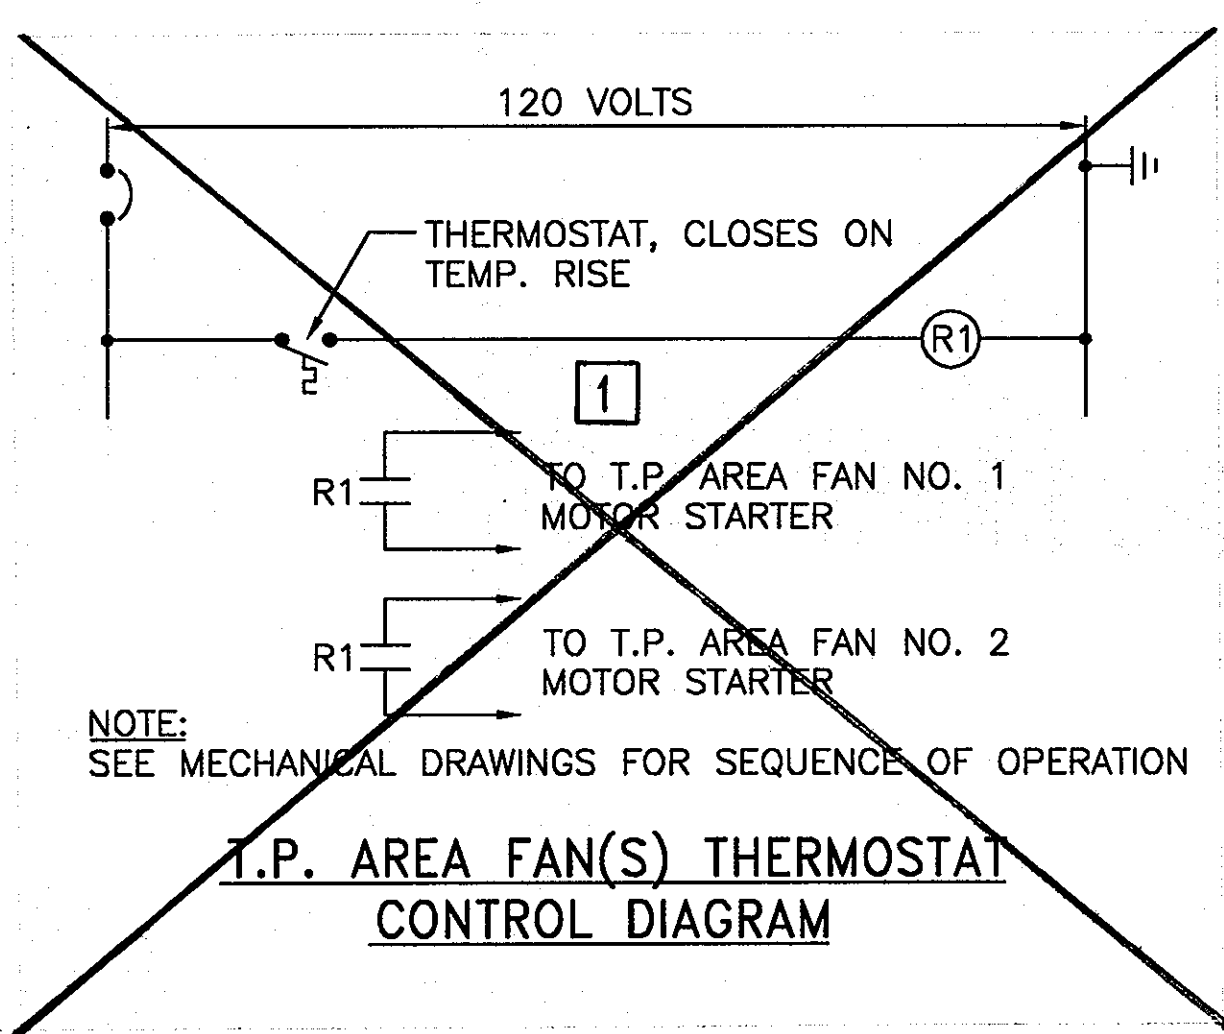 120 VOLTS
THERMOSTAT, CLOSES ON
TEMP. RISE
R1
1
R1
TO T.P. AREA FAN NO. 1
MOTOR STARTER
R1
TO T.P. AREA FAN NO. 2
MOTOR STARTER
NOTE:
SEE MECHANICAL DRAWINGS FOR SEQUENCE OF OPERATION
T.P. AREA FAN(S) THERMOSTAT
CONTROL DIAGRAM